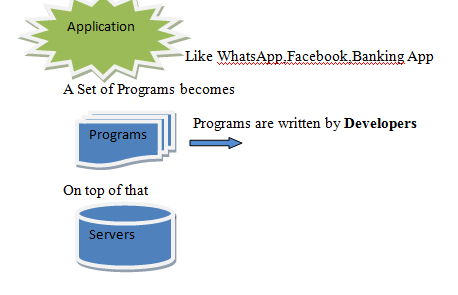 Application
Like WhatsApp,Facebook,Banking App
A Set of Programs becomes
Programs
Programs are written by Developers
On top of that
Servers